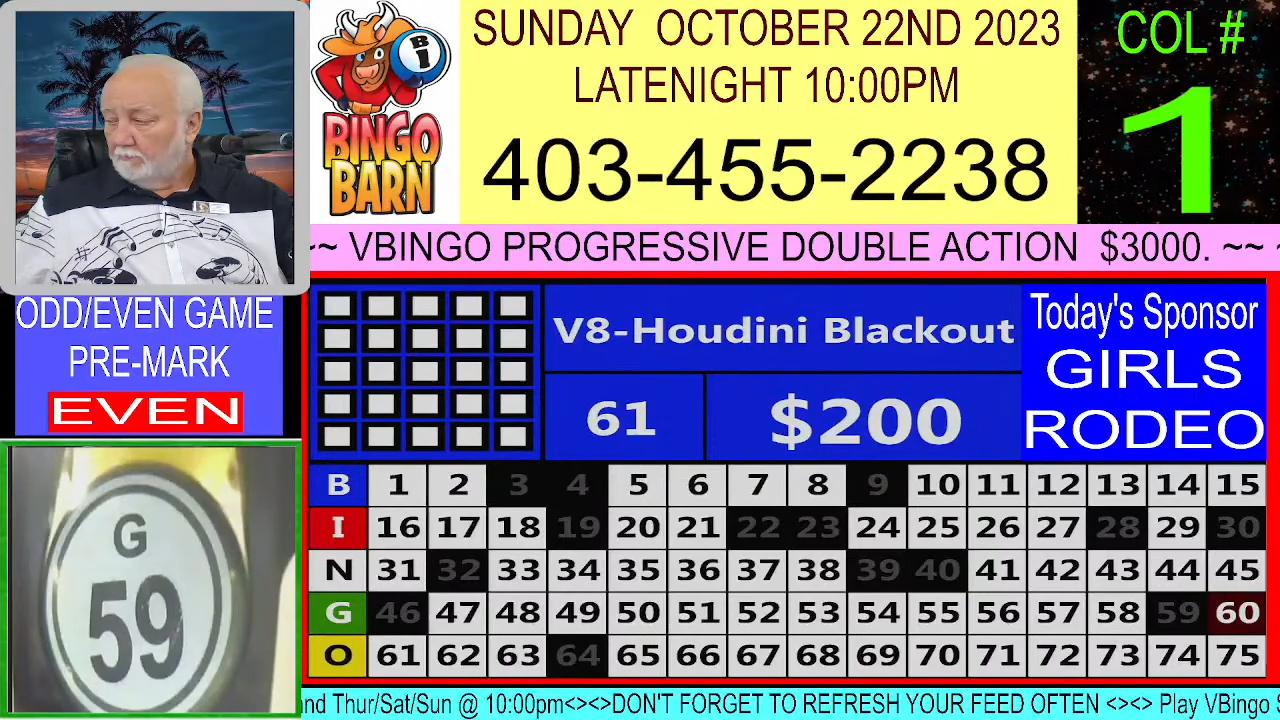 BINGO
BARN
B
I
SUNDAY OCTOBER 22ND 2023
LATENIGHT 10:00PM
403-455-2238
COL #
1
~ VBINGO PROGRESSIVE DOUBLE ACTION $3000. ~~ ~
ODD/EVEN GAME
PRE-MARK
EVEN
V8-Houdini Blackout
61
$200
Today's Sponsor
GIRLS
RODEO
G
59
B 1 2 3 4 5 6 7 8 9 10 11 12 13 14 15
I 16 17 18 19 20 21 22 23 24 25 26 27 28 29 30
N 31 32 33 34 35 36 37 38 39 40 41 42 43 44 45
G 46 47 48 49 50 51 52 53 54 55 56 57 58 59 60
O 61 62 63 64 65 66 67 68 69 70 71 72 73 74 75
nd Thur/Sat/Sun @ 10:00pm<><>DON'T FORGET TO REFRESH YOUR FEED OFTEN <><> Play VBingo